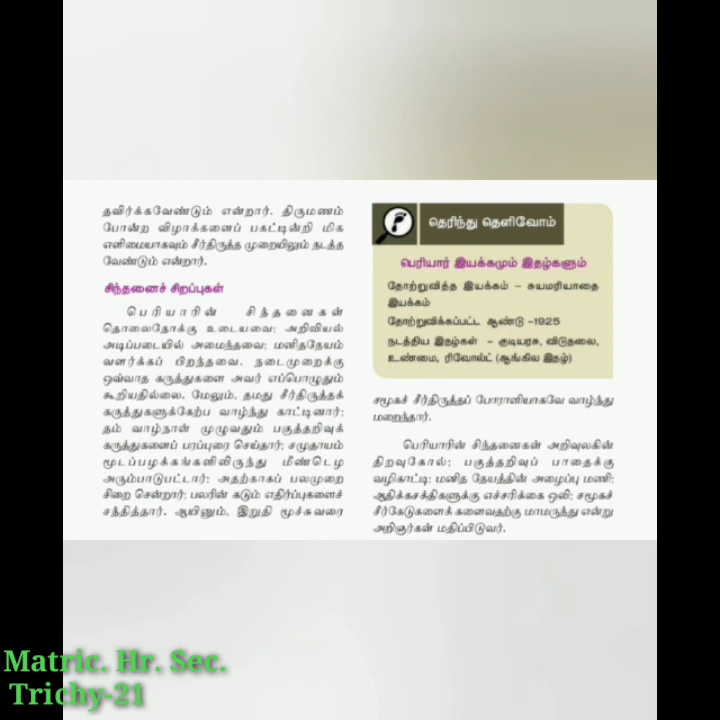 தவிர்க்கவேண்டும் என்றார். திருமணம்
போன்ற விழாக்களைப் பகட்டின்றி மிக
எளிமையாகவும் சீர்திருத்த முறையிலும் நடத்த
வேண்டும் என்றார்.
சிந்தனைச் சிறப்புகள்
பெரியாரின் சிந்தனைகள்
தொலைநோக்கு உடையவை; அறிவியல்
அடிப்படையில் அமைந்தவை; மனிதநேயம்
வளர்க்கப் பிறந்தவை. நடைமுறைக்கு
ஒவ்வாத கருத்துகளை அவர் எப்பொழுதும்
கூறியதில்லை. மேலும், தமது சீர்திருத்தக்
கருத்துகளுக்கேற்ப வாழ்ந்து காட்டினார்;
தம் வாழ்நாள் முழுவதும் பகுத்தறிவுக்
கருத்துகளைப் பரப்புரை செய்தார்; சமுதாயம்
மூடப்பழக்கங்களிலிருந்து மீண்டெழ
அரும்பாடுபட்டார்; அதற்காகப் பலமுறை
சிறை சென்றார்; பலரின் கடும் எதிர்ப்புகளைச்
சந்தித்தார். ஆயினும், இறுதி மூச்சுவரை
தெரிந்து தெளிவோம்
பெரியார் இயக்கமும் இதழ்களும்
தோற்றுவித்த இயக்கம் – சுயமரியாதை
இயக்கம்
தோற்றுவிக்கப்பட்ட ஆண்டு –1925
நடத்திய இதழ்கள் – குடியரசு, விடுதலை,
உண்மை, ரிவோல்ட் (ஆங்கில இதழ்)
சமூகச் சீர்திருத்தப் போராளியாகவே வாழ்ந்து
மறைந்தார்.
பெரியாரின் சிந்தனைகள் அறிவுலகின்
திறவுகோல்; பகுத்தறிவுப் பாதைக்கு
வழிகாட்டி; மனித நேயத்தின் அழைப்பு மணி;
ஆதிக்கசக்திகளுக்கு எச்சரிக்கை ஒலி; சமூகச்
சீர்கேடுகளைக் களைவதற்கு மாமருந்து என்று
அறிஞர்கள் மதிப்பிடுவர்.
Matric. Hr. Sec.
Trichy-21